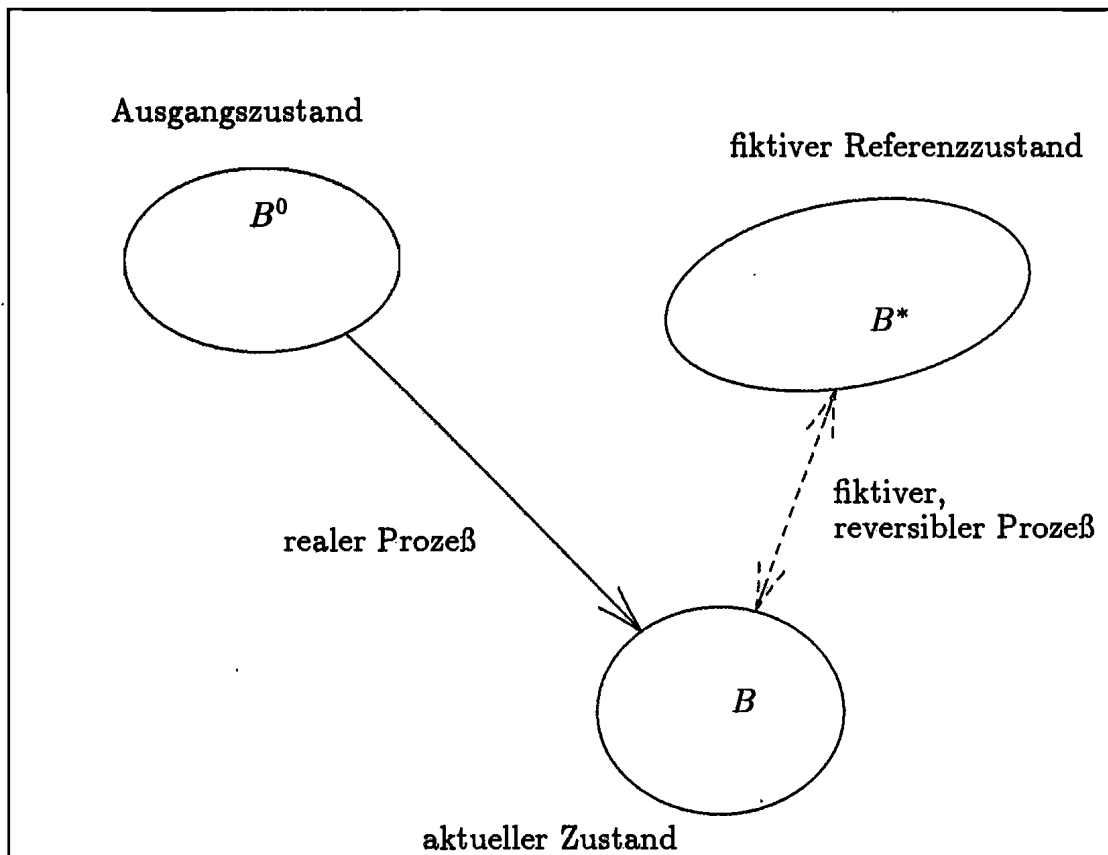 Ausgangszustand
fiktiver Referenzzustand
B⁰
B*
fiktiver,
reversibler Prozeß
realer Prozeß
B
aktueller Zustand